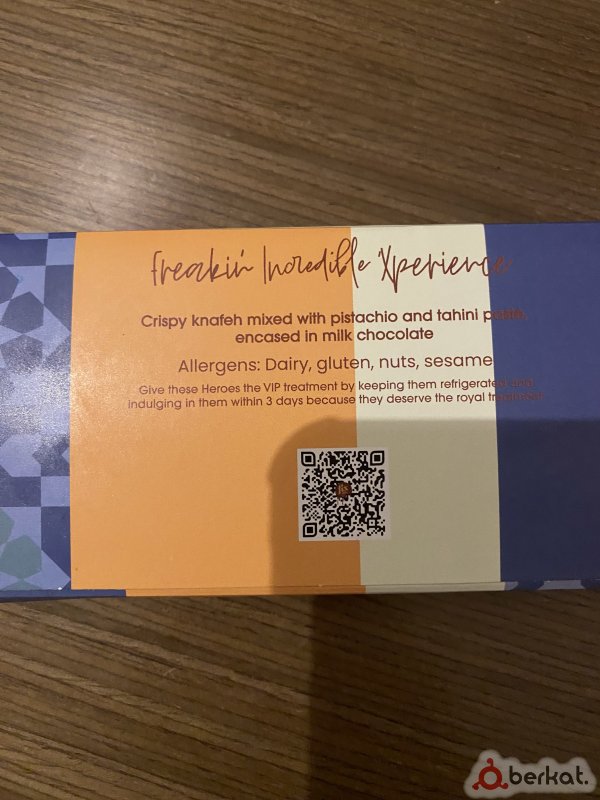 Freakin' Incredible Xperience
Crispy knafeh mixed with pistachio and tahini paste,
encased in milk chocolate
Allergens: Dairy, gluten, nuts, sesame
Give these Heroes the VIP treatment by keeping them refrigerated and
indulging in them within 3 days because they deserve the royal treatment
berkat.